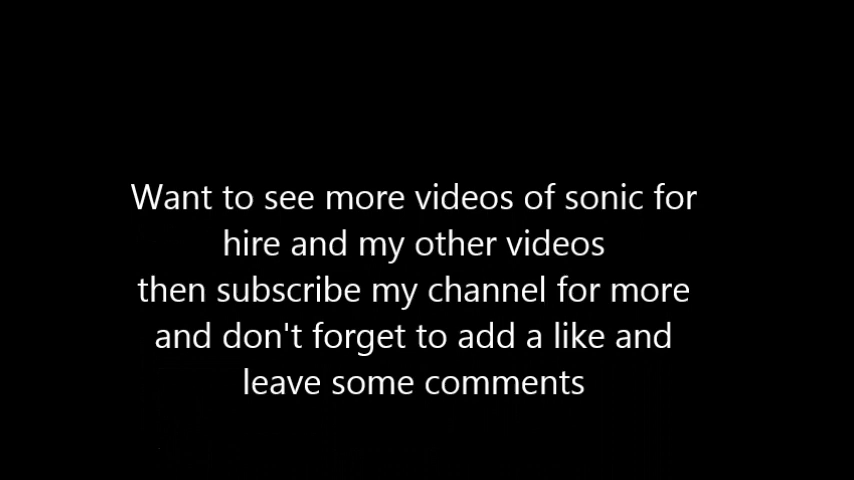 Want to see more videos of sonic for
hire and my other videos
then subscribe my channel for more
and don't forget to add a like and
leave some comments